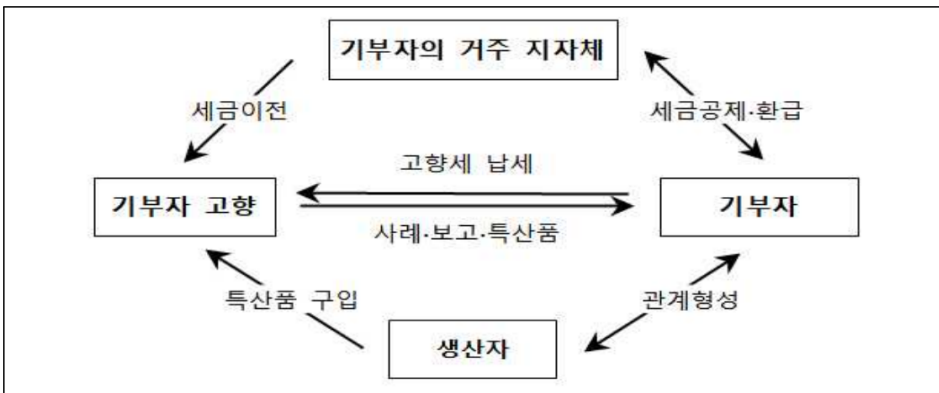 기부자의 거주 지자체
세금이전
세금공제·환급
고향세 납세
기부자 고향
기부자
사례·보고·특산품
특산품 구입
관계형성
생산자